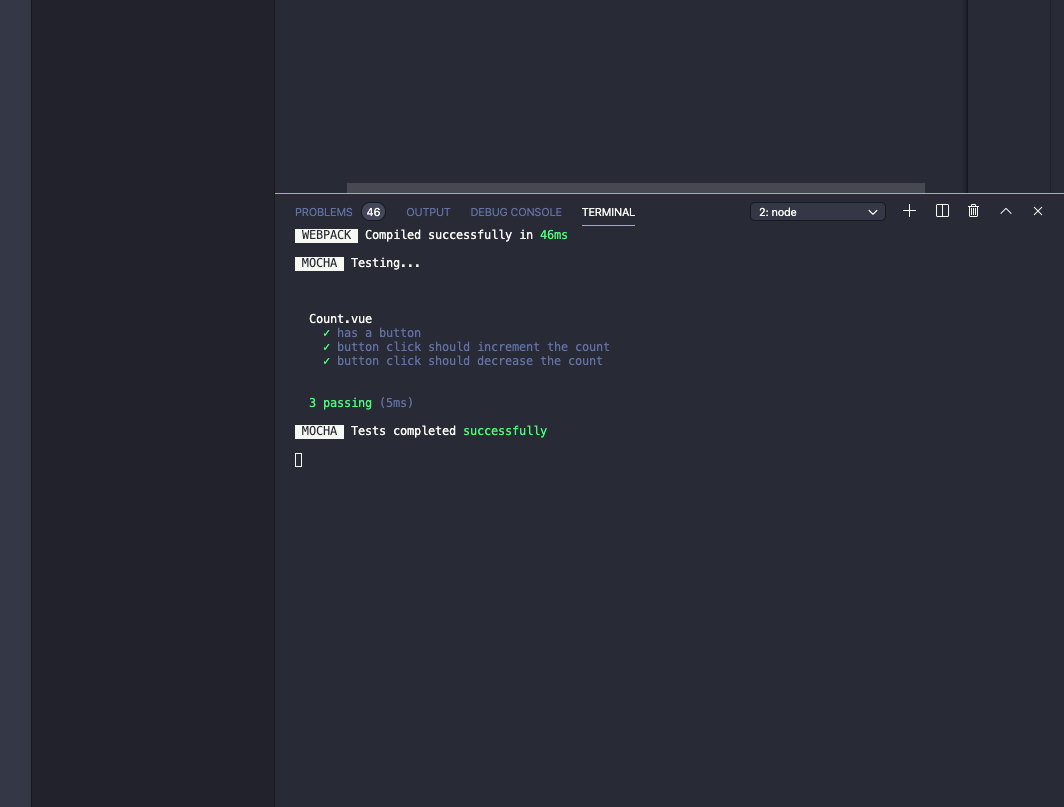 PROBLEMS 46 OUTPUT DEBUG CONSOLE TERMINAL 2: node
WEBPACK Compiled successfully in 46ms
MOCHA Testing...
Count.vue
✓ has a button
✓ button click should increment the count
✓ button click should decrease the count
3 passing (5ms)
MOCHA Tests completed successfully